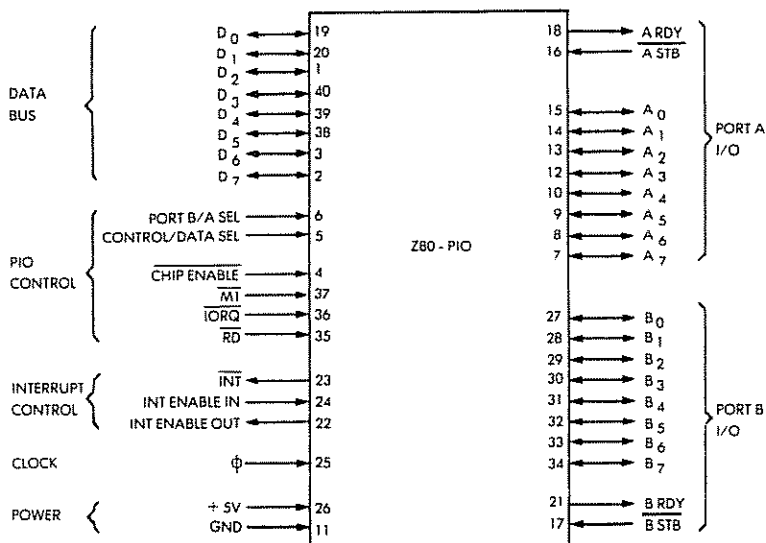 DATA
BUS
D0 19
D1 20
D2 1
D3 40
D4 39
D5 38
D6 3
D7 2
PIO
CONTROL
PORT B/A SEL 6
CONTROL/DATA SEL 5
CHIP ENABLE 4
M1 37
IORQ 36
RD 35
INTERRUPT
CONTROL
INT 23
INT ENABLE IN 24
INT ENABLE OUT 22
CLOCK
ϕ 25
POWER
+ 5V 26
GND 11
Z80 - PIO
18 A RDY
16 A STB
15 A0
14 A1
13 A2
12 A3
10 A4
9 A5
8 A6
7 A7
PORT A
I/O
27 B0
28 B1
29 B2
30 B3
31 B4
32 B5
33 B6
34 B7
PORT B
I/O
21 B RDY
17 B STB